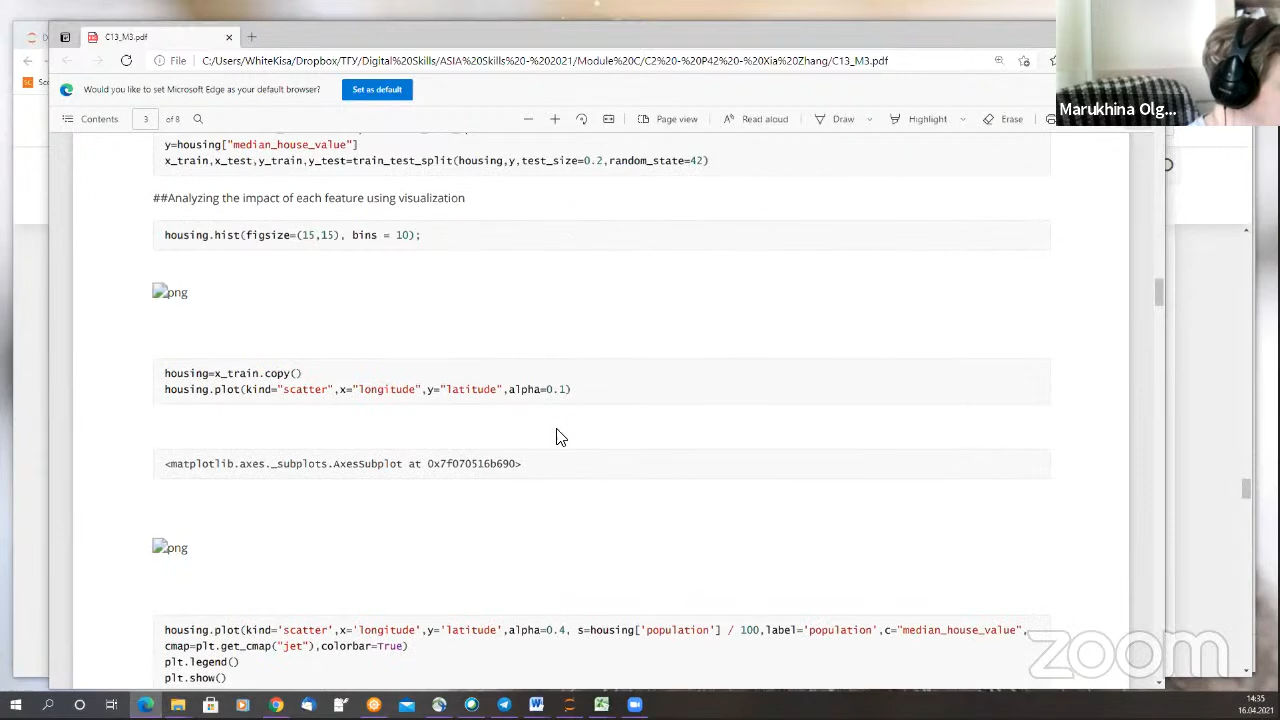 C13_M3.pdf
File
C:/Users/WhiteKisa/Dropbox/TFY/Digital%20Skills/ASIA%20Skills%20-%202021/Module%20C/C2%20-%20P42%20-%20Xia%20Zhang/C13_M3.pdf
Would you like to set Microsoft Edge as your default browser?
Set as default
Contents
3
of 8
Page view
Read aloud
Draw
Highlight
Erase
Marukhina Olg...
y=housing["median_house_value"]
x_train,x_test,y_train,y_test=train_test_split(housing,y,test_size=0.2,random_state=42)
##Analyzing the impact of each feature using visualization
housing.hist(figsize=(15,15), bins = 10);
png
housing=x_train.copy()
housing.plot(kind="scatter",x="longitude",y="latitude",alpha=0.1)
<matplotlib.axes._subplots.AxesSubplot at 0x7f070516b690>
png
housing.plot(kind='scatter',x='longitude',y='latitude',alpha=0.4, s=housing['population'] / 100,label='population',c="median_house_value",
cmap=plt.get_cmap("jet"),colorbar=True)
plt.legend()
plt.show()
zoom
14:35
16.04.2021